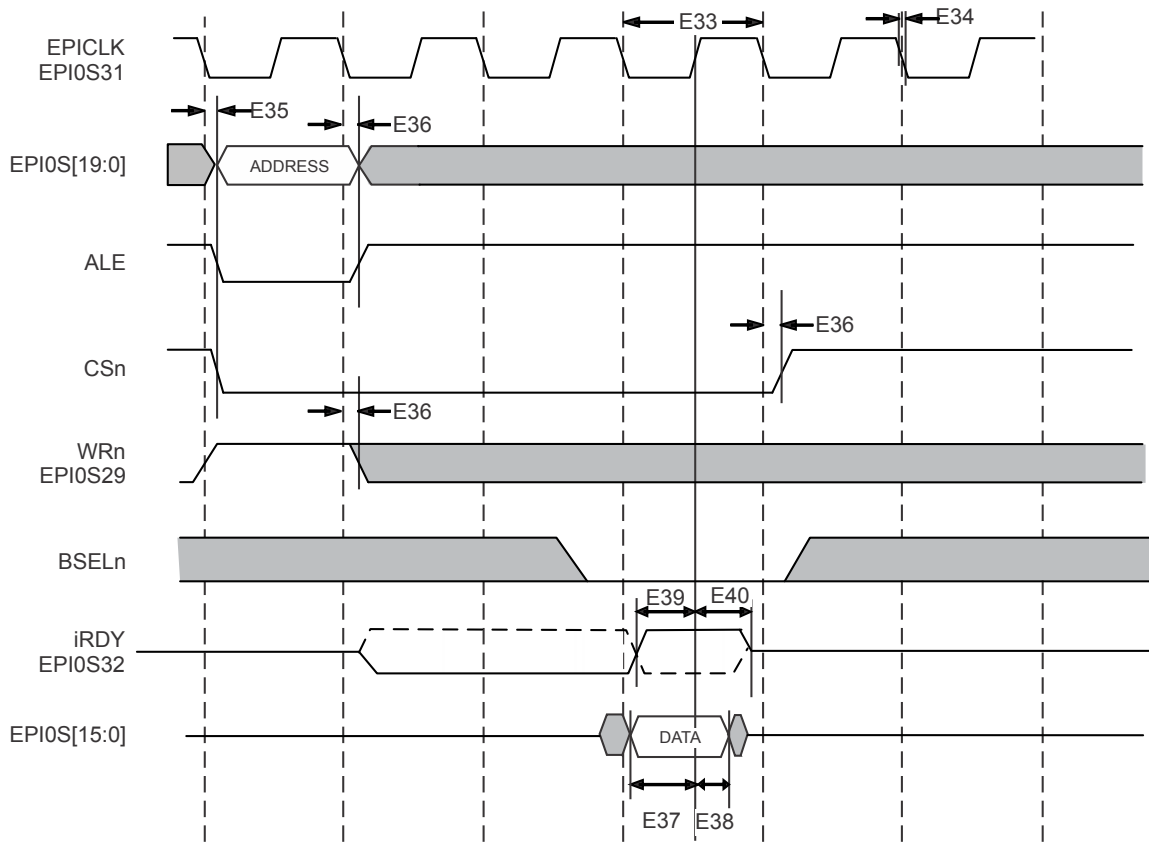 E33
E34
EPICLK
EPI0S31
E35
E36
EPI0S[19:0]
ADDRESS
ALE
E36
CSn
E36
WRn
EPI0S29
BSELn
E39
E40
iRDY
EPI0S32
EPI0S[15:0]
DATA
E37
E38